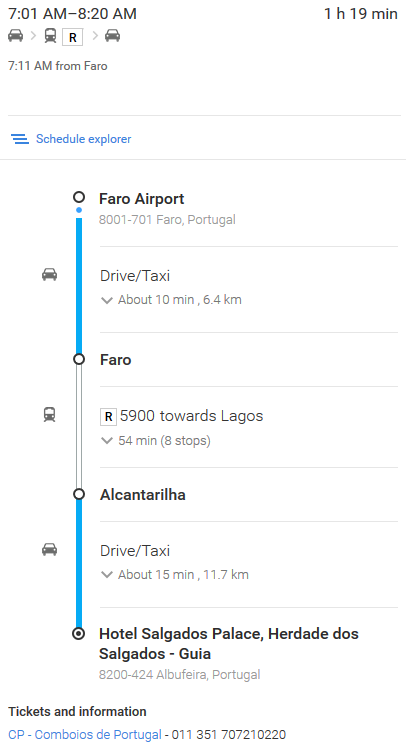 7:01 AM–8:20 AM 1 h 19 min
R
7:11 AM from Faro
Schedule explorer
Faro Airport
8001-701 Faro, Portugal
Drive/Taxi
About 10 min , 6.4 km
Faro
R 5900 towards Lagos
54 min (8 stops)
Alcantarilha
Drive/Taxi
About 15 min , 11.7 km
Hotel Salgados Palace, Herdade dos
Salgados - Guia
8200-424 Albufeira, Portugal
Tickets and information
CP - Comboios de Portugal - 011 351 707210220